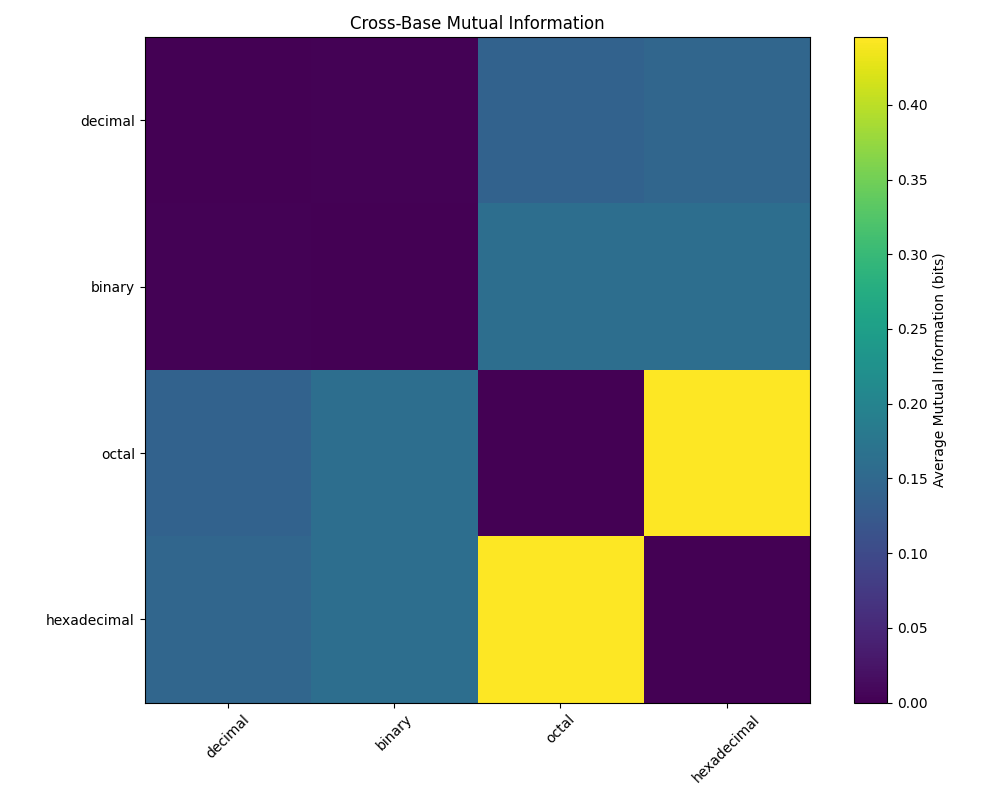 Cross-Base Mutual Information
decimal
binary
octal
hexadecimal
decimal
binary
octal
hexadecimal
0.40
0.35
0.30
0.25
0.20
0.15
0.10
0.05
0.00
Average Mutual Information (bits)